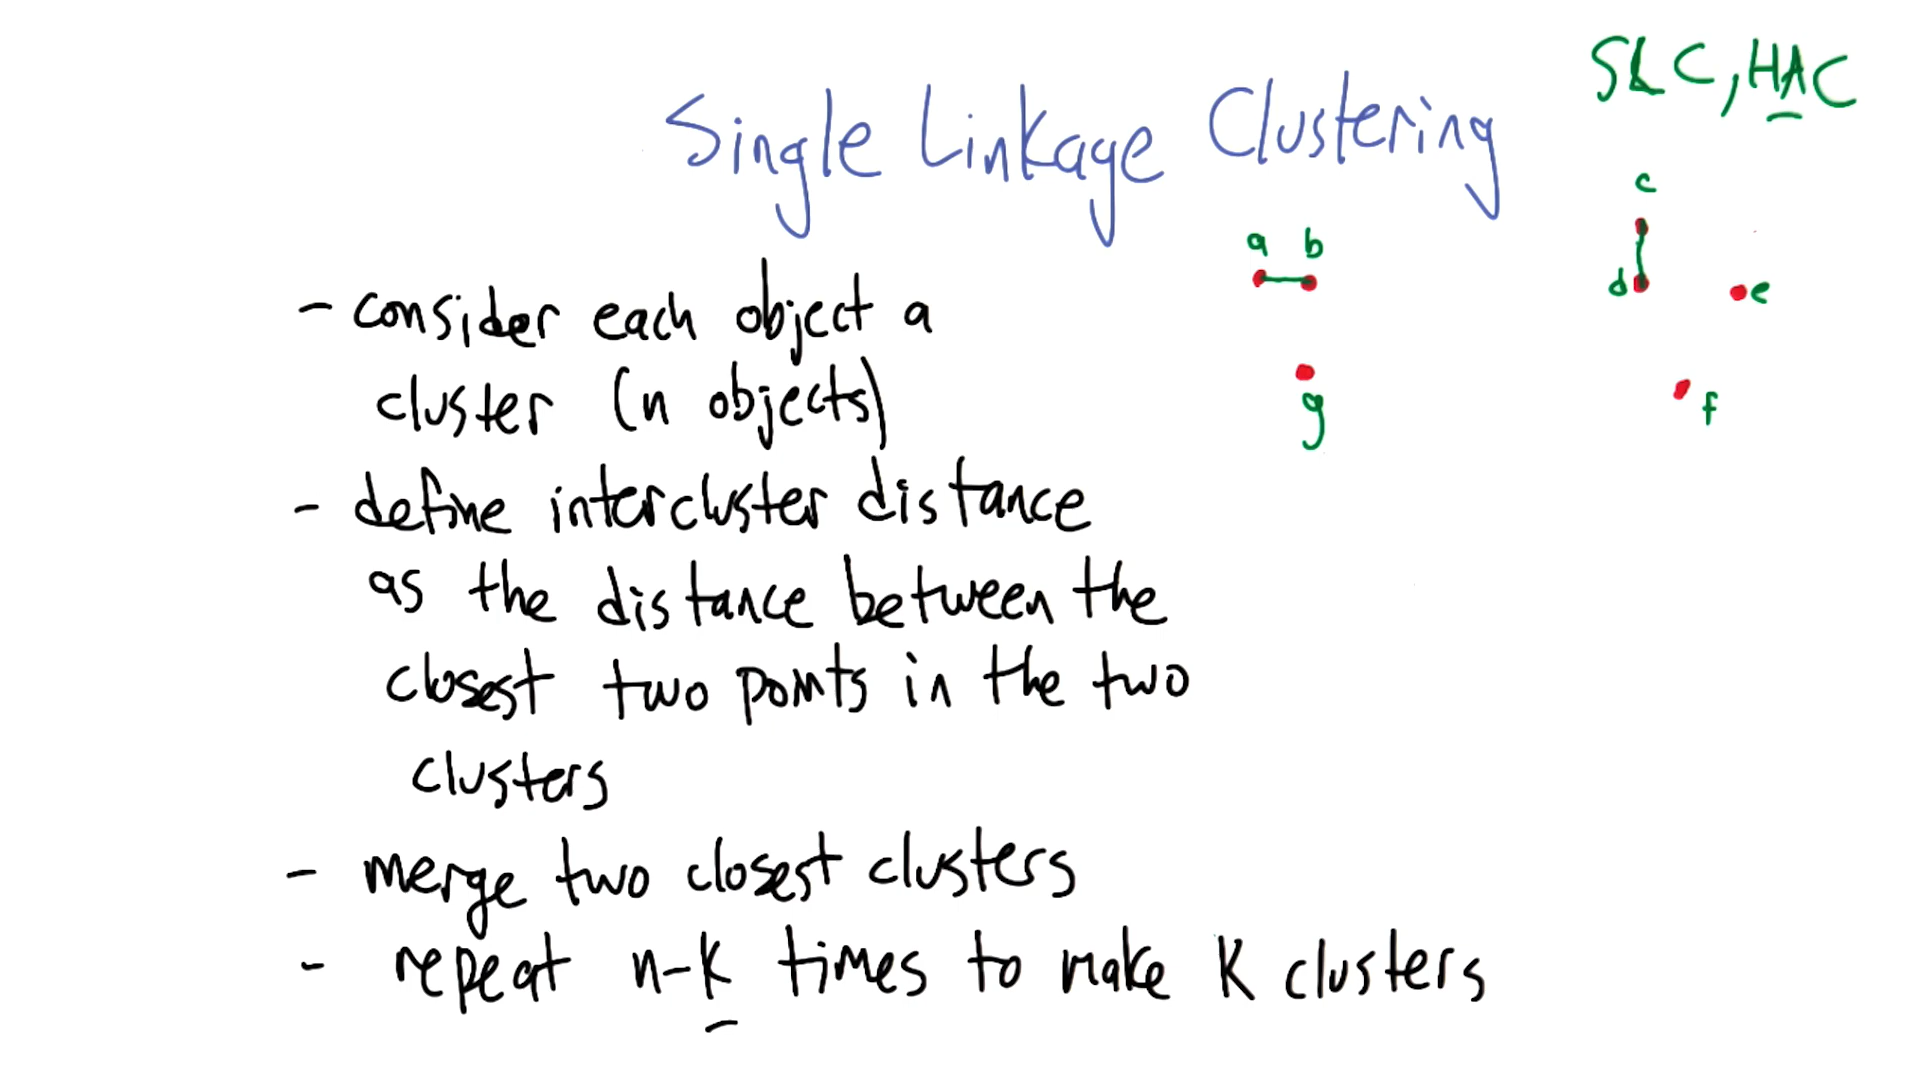 SLC, HAC
Single Linkage Clustering
c
a b
d e
- consider each object a
cluster (n objects)
g
f
- define intercluster distance
as the distance between the
closest two points in the two
clusters
- merge two closest clusters
- repeat n-K times to make K clusters